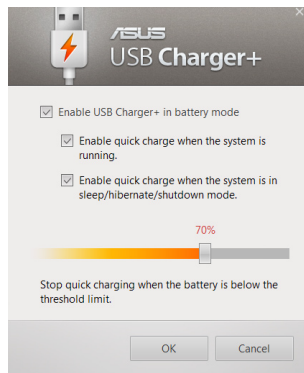 ASUS
USB Charger+
Enable USB Charger+ in battery mode
Enable quick charge when the system is
running.
Enable quick charge when the system is in
sleep/hibernate/shutdown mode.
70%
Stop quick charging when the battery is below the
threshold limit.
OK Cancel